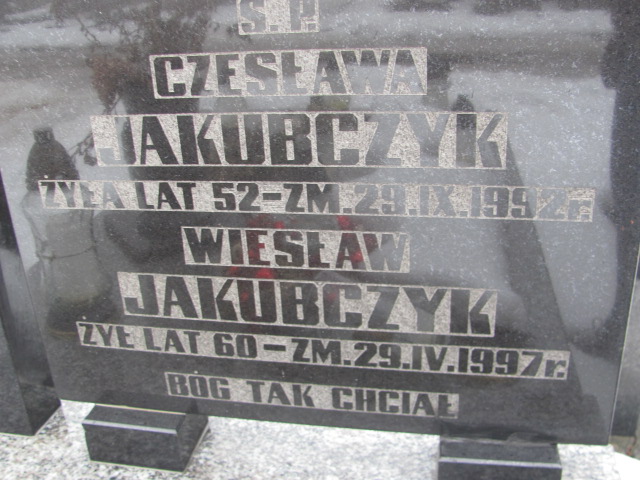 Ś. P.
CZESŁAWA
JAKUBCZYK
ŻYŁA LAT 52-ZM.29.IX.1992r.
WIESŁAW
JAKUBCZYK
ŻYŁ LAT 60-ZM.29.IV.1997r.
BÓG TAK CHCIAŁ